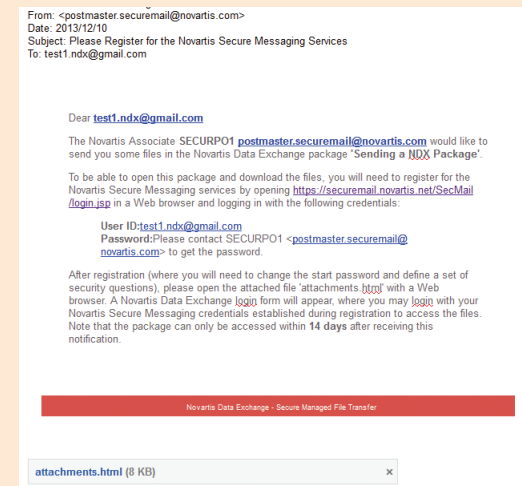 From: <postmaster.securemail@novartis.com>
Date: 2013/12/10
Subject: Please Register for the Novartis Secure Messaging Services
To: test1.ndx@gmail.com
Dear test1.ndx@gmail.com
The Novartis Associate SECURPO1 postmaster.securemail@novartis.com would like to
send you some files in the Novartis Data Exchange package 'Sending a NDX Package'.
To be able to open this package and download the files, you will need to register for the
Novartis Secure Messaging services by opening https://securemail.novartis.net/SecMail
/login.jsp in a Web browser and logging in with the following credentials:
User ID:test1.ndx@gmail.com
Password:Please contact SECURPO1 <postmaster.securemail@
novartis.com> to get the password.
After registration (where you will need to change the start password and define a set of
security questions), please open the attached file 'attachments.html' with a Web
browser. A Novartis Data Exchange login form will appear, where you may login with your
Novartis Secure Messaging credentials established during registration to access the files.
Note that the package can only be accessed within 14 days after receiving this
notification.
Novartis Data Exchange - Secure Managed File Transfer
attachments.html (8 KB) ×